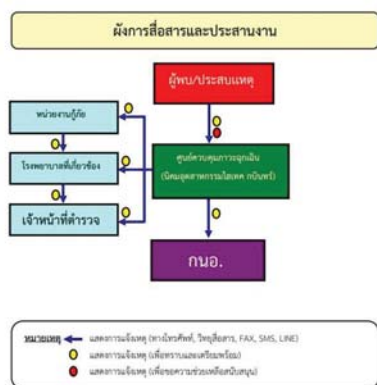 ผังการสื่อสารและประสานงาน
ผู้พบ/ประสบเหตุ
หน่วยงานกู้ภัย
โรงพยาบาลที่เกี่ยวข้อง
เจ้าหน้าที่ตำรวจ
ศูนย์ควบคุมภาวะฉุกเฉิน
(นิคมอุตสาหกรรมไฮเทค กบินทร์)
กนอ.
หมายเหตุ แสดงการแจ้งเหตุ (ทางโทรศัพท์, วิทยุสื่อสาร, FAX, SMS, LINE)
แสดงการแจ้งเหตุ (เพื่อทราบและเตรียมพร้อม)
แสดงการแจ้งเหตุ (เพื่อขอความช่วยเหลือสนับสนุน)